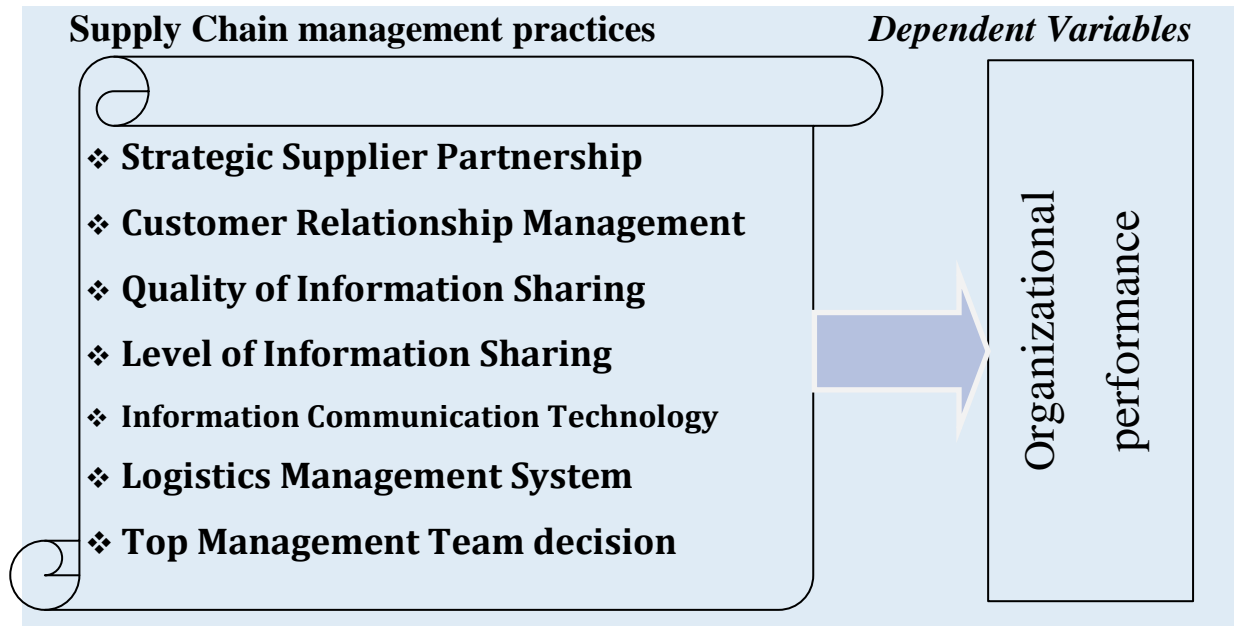 Supply Chain management practices
Dependent Variables
❖ Strategic Supplier Partnership
❖ Customer Relationship Management
❖ Quality of Information Sharing
❖ Level of Information Sharing
❖ Information Communication Technology
❖ Logistics Management System
❖ Top Management Team decision
Organizational
performance